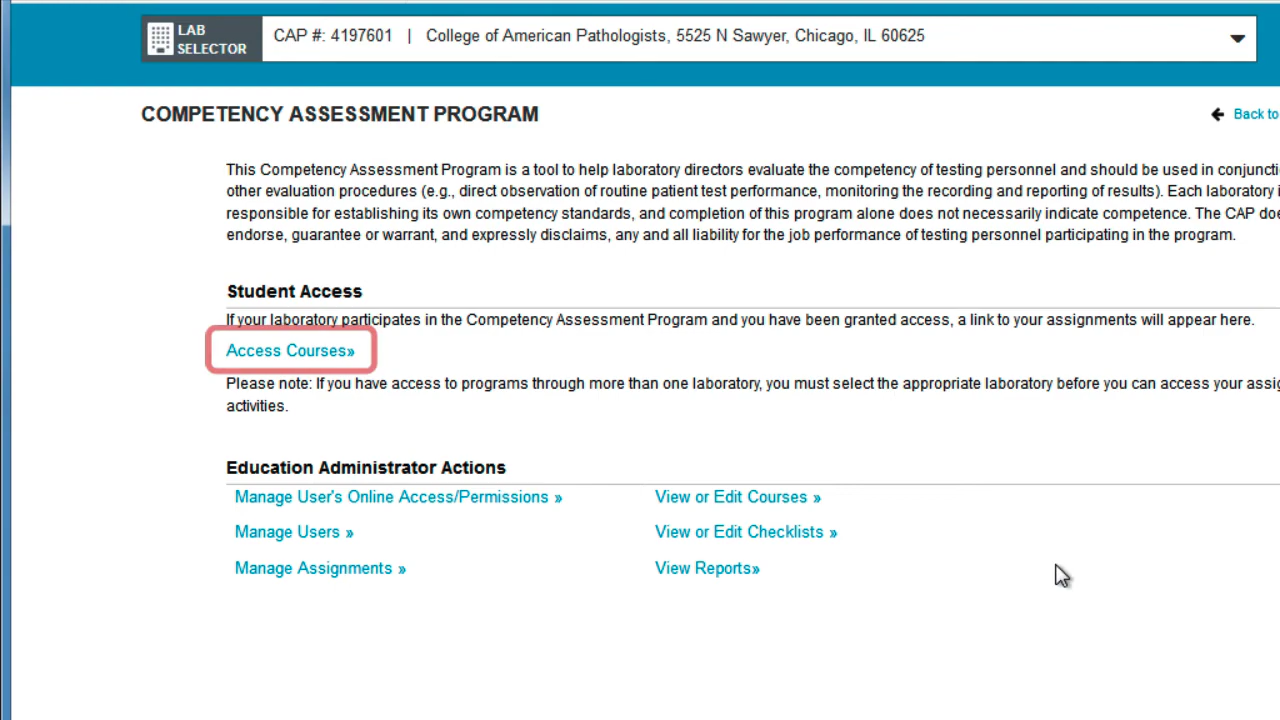 LAB
SELECTOR
CAP #: 4197601 | College of American Pathologists, 5525 N Sawyer, Chicago, IL 60625
COMPETENCY ASSESSMENT PROGRAM
Back to
This Competency Assessment Program is a tool to help laboratory directors evaluate the competency of testing personnel and should be used in
other evaluation procedures (e.g., direct observation of routine patient test performance, monitoring the recording and reporting of results). Each laboratory
responsible for establishing its own competency standards, and completion of this program alone does not necessarily indicate competence. The CAP
endorse, guarantee or warrant, and expressly disclaims, any and all liability for the job performance of testing personnel participating in the program.
Student Access
If your laboratory participates in the Competency Assessment Program and you have been granted access, a link to your assignments will appear here.
Access Courses»
Please note: If you have access to programs through more than one laboratory, you must select the appropriate laboratory before you can access your
activities.
Education Administrator Actions
Manage User's Online Access/Permissions »
View or Edit Courses »
Manage Users »
View or Edit Checklists »
Manage Assignments »
View Reports»